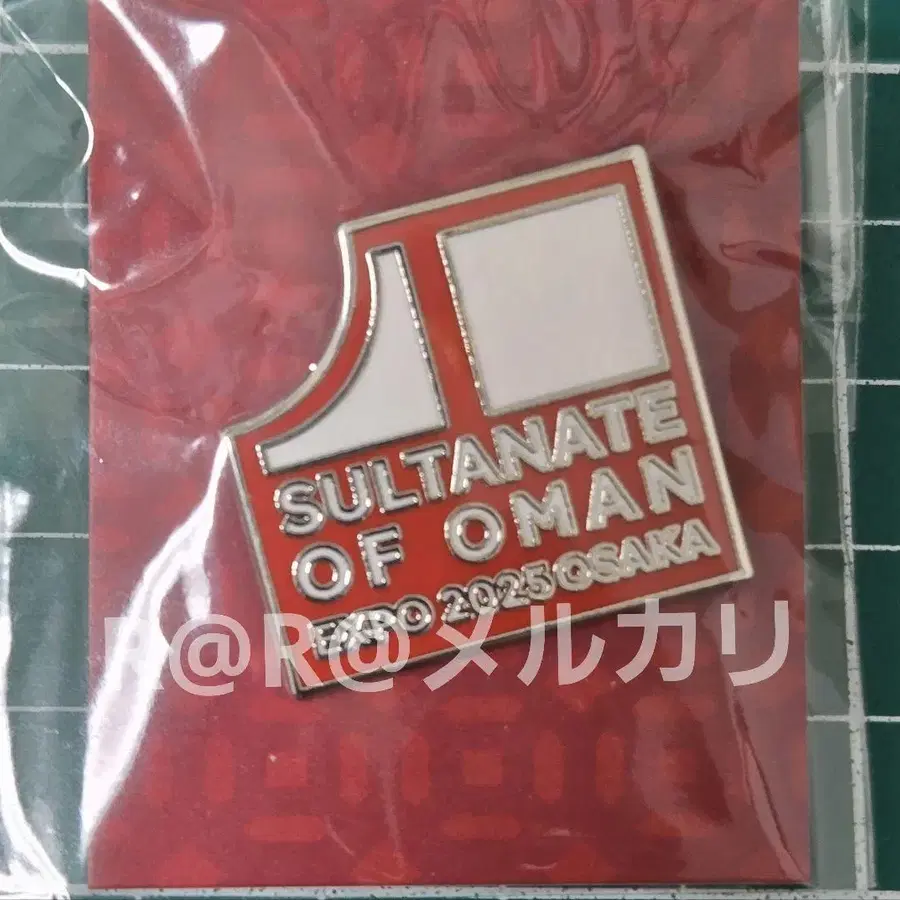 SULTANATE
OF OMAN
EXPO 2025 OSAKA
R@R@メルカリ